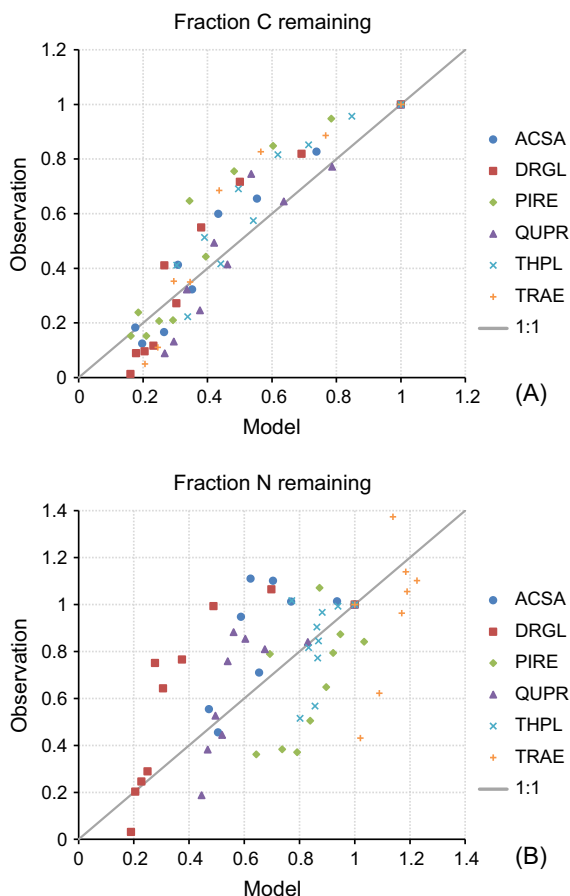 Fraction C remaining
1.2
1.0
0.8
0.6
0.4
0.2
0
0 0.2 0.4 0.6 0.8 1 1.2
Observation
Model
ACSA
DRGL
PIRE
QUPR
THPL
TRAE
1:1
(A)
Fraction N remaining
1.4
1.2
1
0.8
0.6
0.4
0.2
0
0 0.2 0.4 0.6 0.8 1 1.2 1.4
Observation
Model
ACSA
DRGL
PIRE
QUPR
THPL
TRAE
1:1
(B)